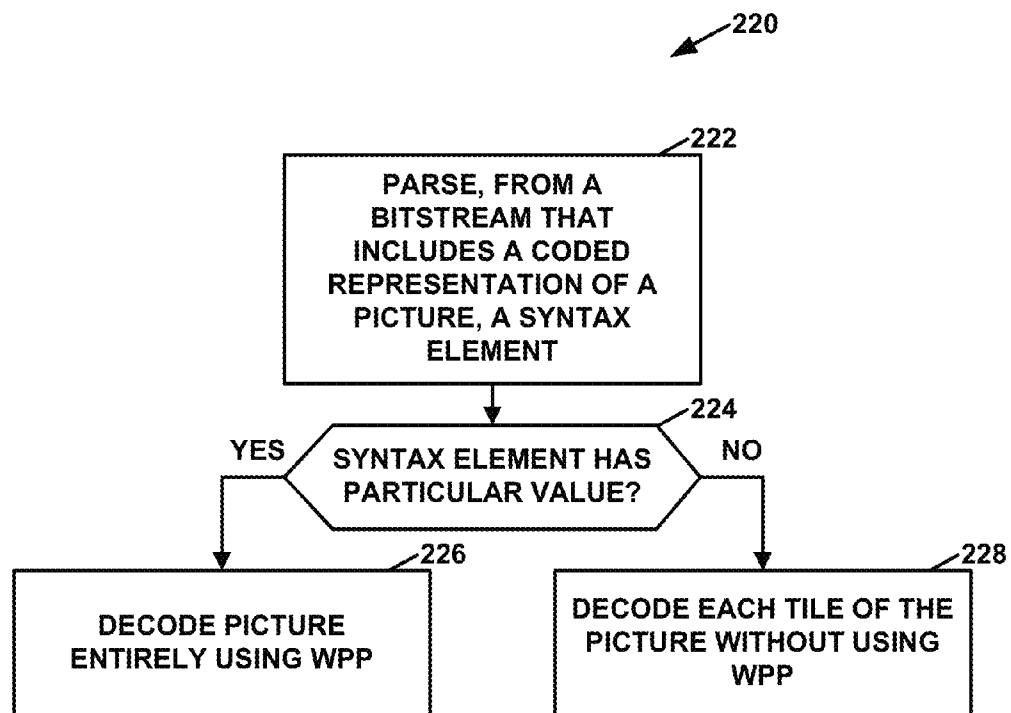 220
222
PARSE, FROM A
BITSTREAM THAT
INCLUDES A CODED
REPRESENTATION OF A
PICTURE, A SYNTAX
ELEMENT
224
YES
SYNTAX ELEMENT HAS
PARTICULAR VALUE?
NO
226
DECODE PICTURE
ENTIRELY USING WPP
228
DECODE EACH TILE OF THE
PICTURE WITHOUT USING
WPP